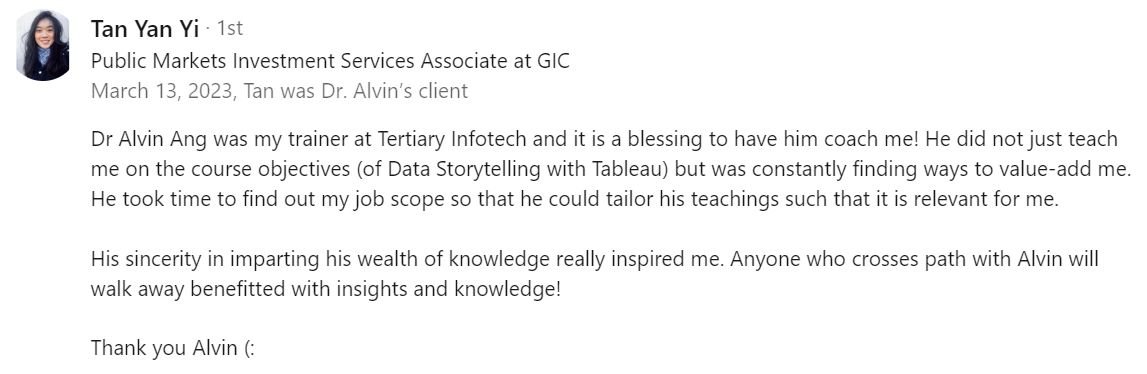 Tan Yan Yi · 1st
Public Markets Investment Services Associate at GIC
March 13, 2023, Tan was Dr. Alvin's client
Dr Alvin Ang was my trainer at Tertiary Infotech and it is a blessing to have him coach me! He did not just teach
me on the course objectives (of Data Storytelling with Tableau) but was constantly finding ways to value-add me.
He took time to find out my job scope so that he could tailor his teachings such that it is relevant for me.
His sincerity in imparting his wealth of knowledge really inspired me. Anyone who crosses path with Alvin will
walk away benefitted with insights and knowledge!
Thank you Alvin (: